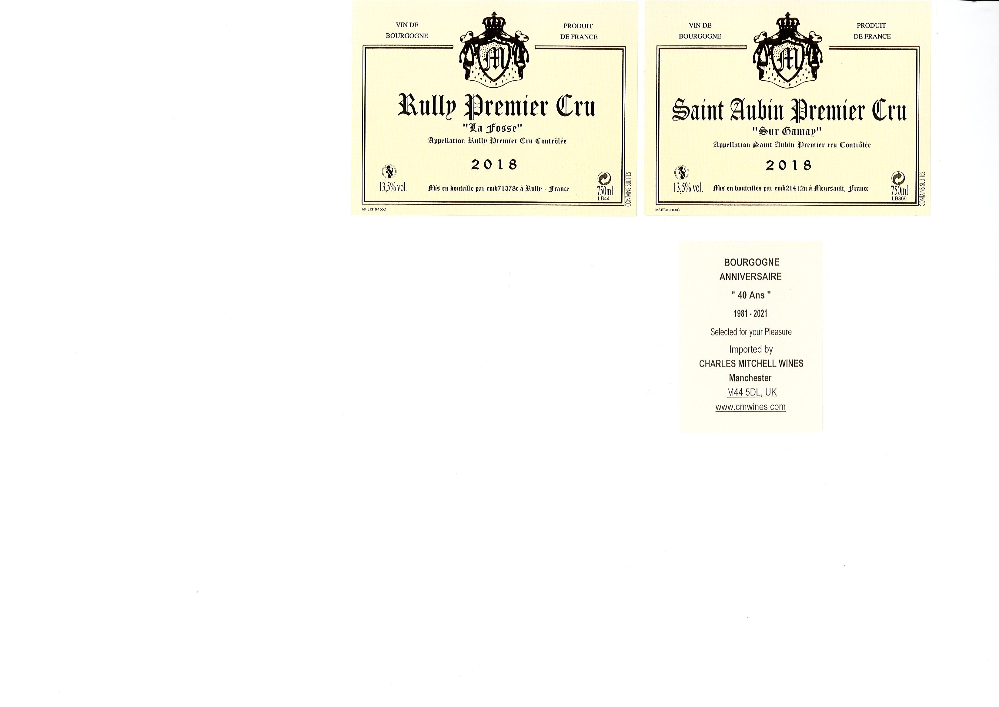 VIN DE
BOURGOGNE
PRODUIT
DE FRANCE
M
Rully Premier Cru
"La Fosse"
Appellation Rully Premier Cru Contrôlée
2018
13,5% vol.
Mis en bouteille par emb71378e à Rully - France
750ml
LB44
CONTAINS SULFITES
MF-ET310-100C
VIN DE
BOURGOGNE
PRODUIT
DE FRANCE
M
Saint Aubin Premier Cru
"Sur Gamay"
Appellation Saint Aubin Premier cru Contrôlée
2018
13,5% vol.
Mis en bouteilles par emb21412n à Meursault, France
750ml
LB369
CONTAINS SULFITES
MF-ET310-100C
BOURGOGNE
ANNIVERSAIRE
" 40 Ans "
1981 - 2021
Selected for your Pleasure
Imported by
CHARLES MITCHELL WINES
Manchester
M44 5DL, UK
www.cmwines.com